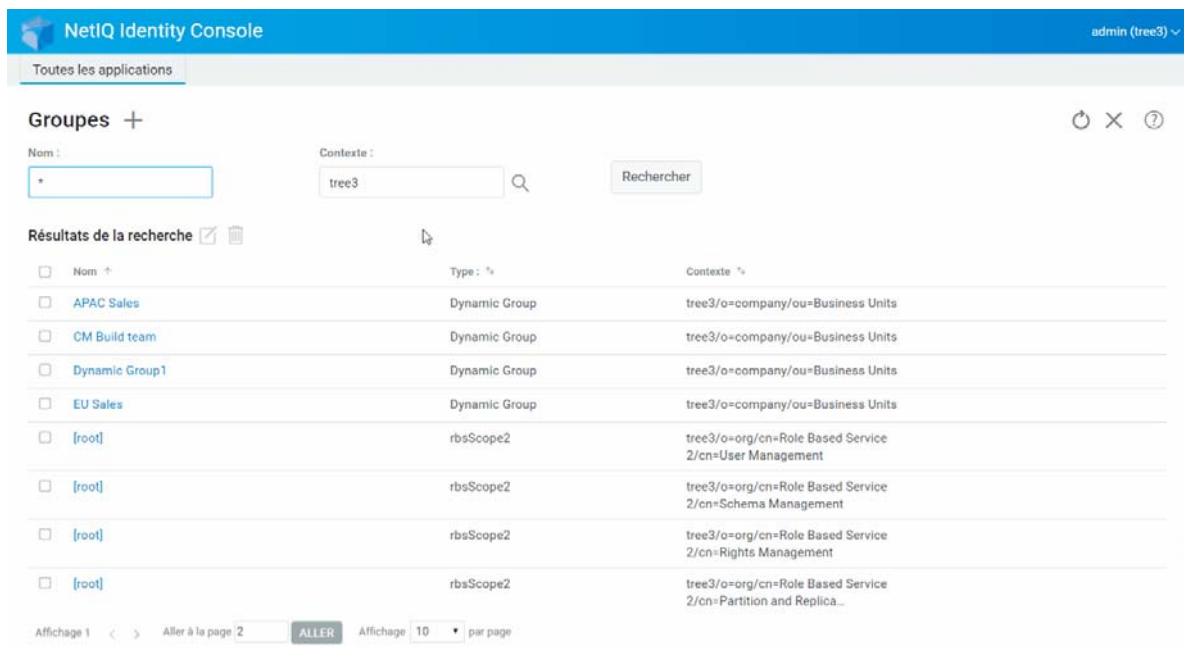 NetIQ Identity Console
admin (tree3)
Toutes les applications
Groupes
Nom :
Contexte :
*
tree3
Rechercher
Résultats de la recherche
Nom
Type :
Contexte
APAC Sales
Dynamic Group
tree3/o=company/ou=Business Units
CM Build team
Dynamic Group
tree3/o=company/ou=Business Units
Dynamic Group1
Dynamic Group
tree3/o=company/ou=Business Units
EU Sales
Dynamic Group
tree3/o=company/ou=Business Units
[root]
rbsScope2
tree3/o=org/cn=Role Based Service
2/cn=User Management
[root]
rbsScope2
tree3/o=org/cn=Role Based Service
2/cn=Schema Management
[root]
rbsScope2
tree3/o=org/cn=Role Based Service
2/cn=Rights Management
[root]
rbsScope2
tree3/o=org/cn=Role Based Service
2/cn=Partition and Replica...
Affichage 1
Aller à la page 2
ALLER
Affichage 10 par page